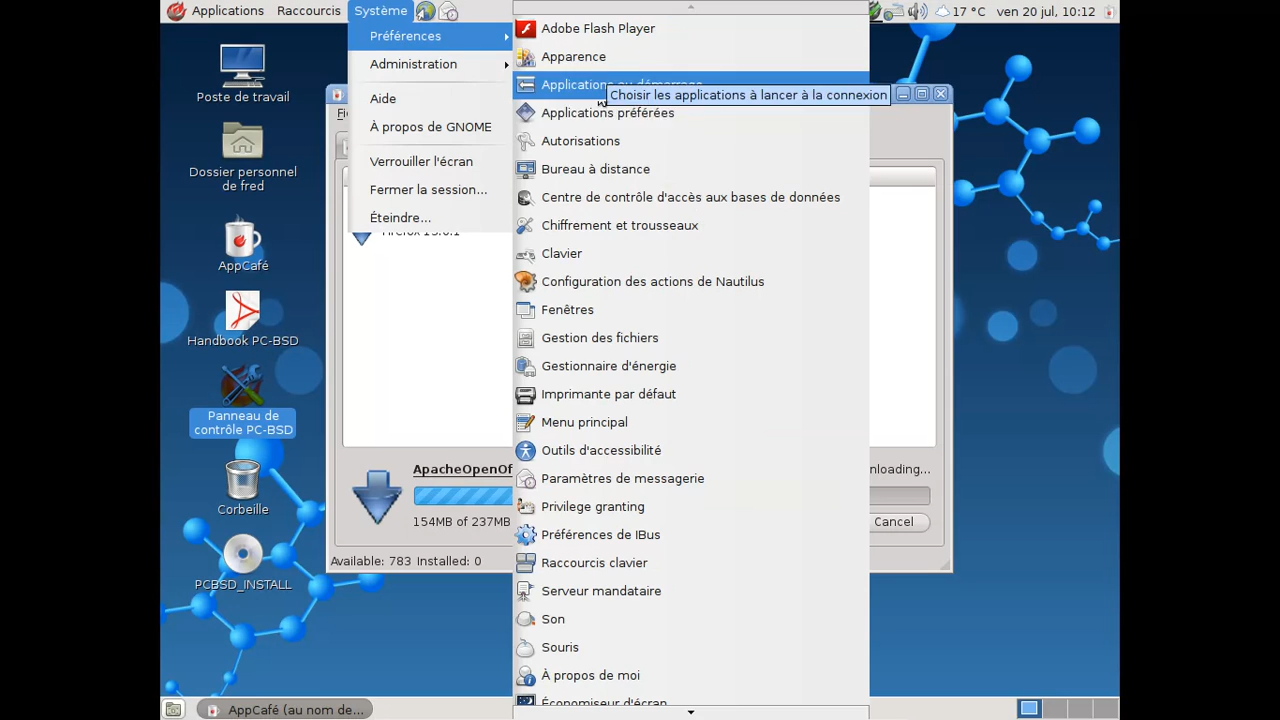 Applications Raccourcis Système 17 °C ven 20 jul, 10:12
Poste de travail
Dossier personnel
de fred
AppCafé
Handbook PC-BSD
Panneau de
contrôle PC-BSD
Corbeille
PCBSD_INSTALL
Préférences
Administration
Aide
À propos de GNOME
Verrouiller l'écran
Fermer la session...
Éteindre...
Adobe Flash Player
Apparence
Applications au démarrage
Choisir les applications à lancer à la connexion
Applications préférées
Autorisations
Bureau à distance
Centre de contrôle d'accès aux bases de données
Chiffrement et trousseaux
Clavier
Configuration des actions de Nautilus
Fenêtres
Gestion des fichiers
Gestionnaire d'énergie
Imprimante par défaut
Menu principal
Outils d'accessibilité
Paramètres de messagerie
Privilege granting
Préférences de IBus
Raccourcis clavier
Serveur mandataire
Son
Souris
À propos de moi
Économiseur d'écran
ApacheOpenOf
nloading...
154MB of 237MB
Cancel
Available: 783 Installed: 0
AppCafé (au nom de...